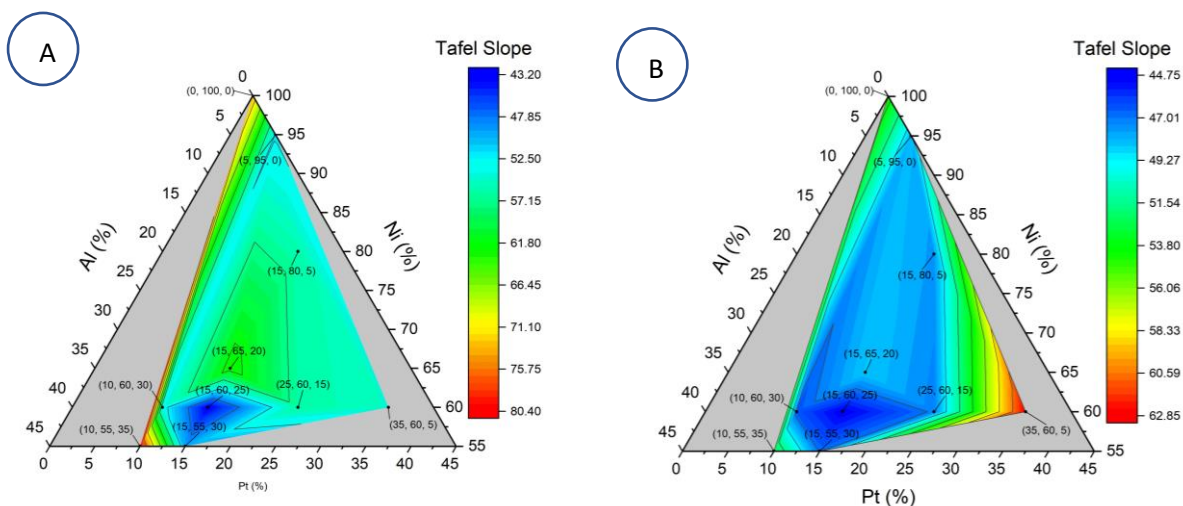 A
Tafel Slope
43.20
47.85
52.50
57.15
61.80
66.45
71.10
75.75
80.40
0
5
10
15
20
25
30
35
40
45
Al (%)
100
95
90
85
80
75
70
65
60
55
Ni (%)
0
5
10
15
20
25
30
35
40
45
Pt (%)
(0, 100, 0)
(5, 95, 0)
(15, 80, 5)
(15, 65, 20)
(10, 60, 30)
(15, 60, 25)
(25, 60, 15)
(10, 55, 35)
(15, 55, 30)
(35, 60, 5)
B
Tafel Slope
44.75
47.01
49.27
51.54
53.80
56.06
58.33
60.59
62.85
0
5
10
15
20
25
30
35
40
45
Al (%)
100
95
90
85
80
75
70
65
60
55
Ni (%)
0
5
10
15
20
25
30
35
40
45
Pt (%)
(0, 100, 0)
(5, 95, 0)
(15, 80, 5)
(15, 65, 20)
(10, 60, 30)
(15, 60, 25)
(25, 60, 15)
(10, 55, 35)
(15, 55, 30)
(35, 60, 5)